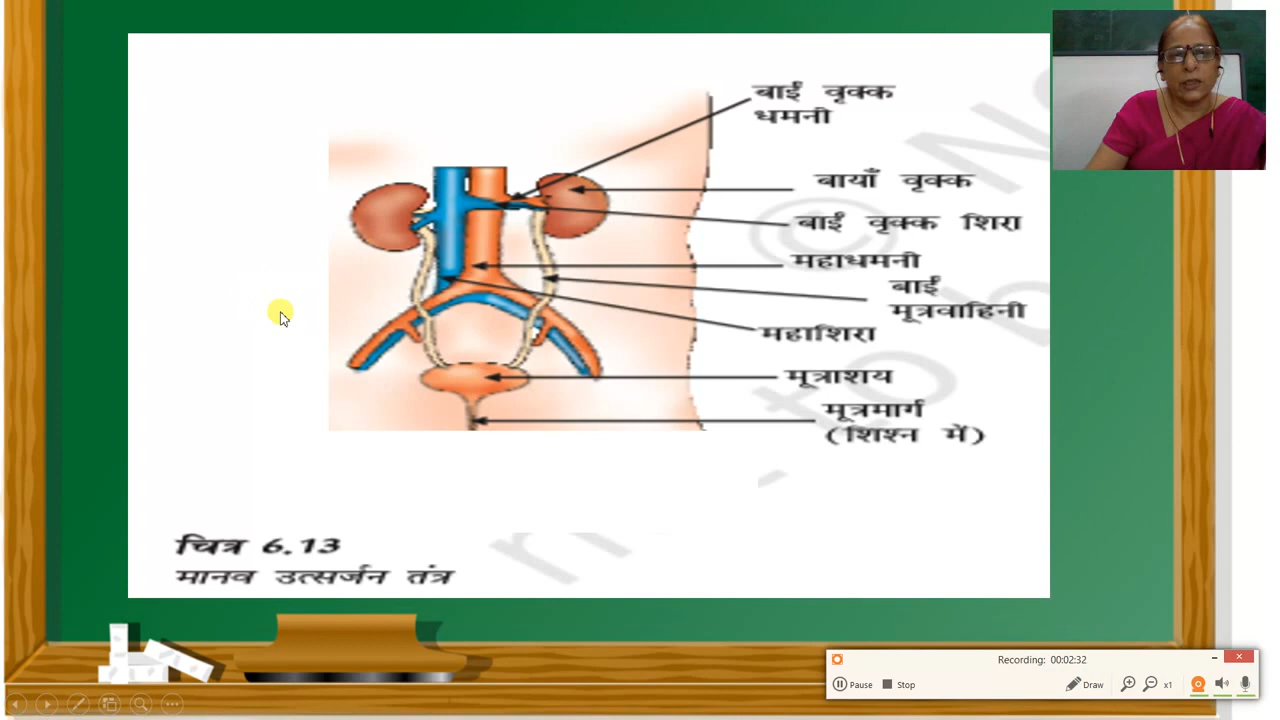 बाईं वृक्क
धमनी
बायाँ वृक्क
बाईं वृक्क शिरा
महाधमनी
बाईं
मूत्रवाहिनी
महाशिरा
मूत्राशय
मूत्रमार्ग
(शिश्न में)
चित्र 6.13
मानव उत्सर्जन तंत्र
Recording: 00:02:32
Pause Stop Draw x1